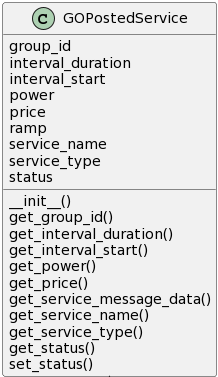 C GOPostedService
group_id
interval_duration
interval_start
power
price
ramp
service_name
service_type
status
__init__()
get_group_id()
get_interval_duration()
get_interval_start()
get_power()
get_price()
get_service_message_data()
get_service_name()
get_service_type()
get_status()
set_status()